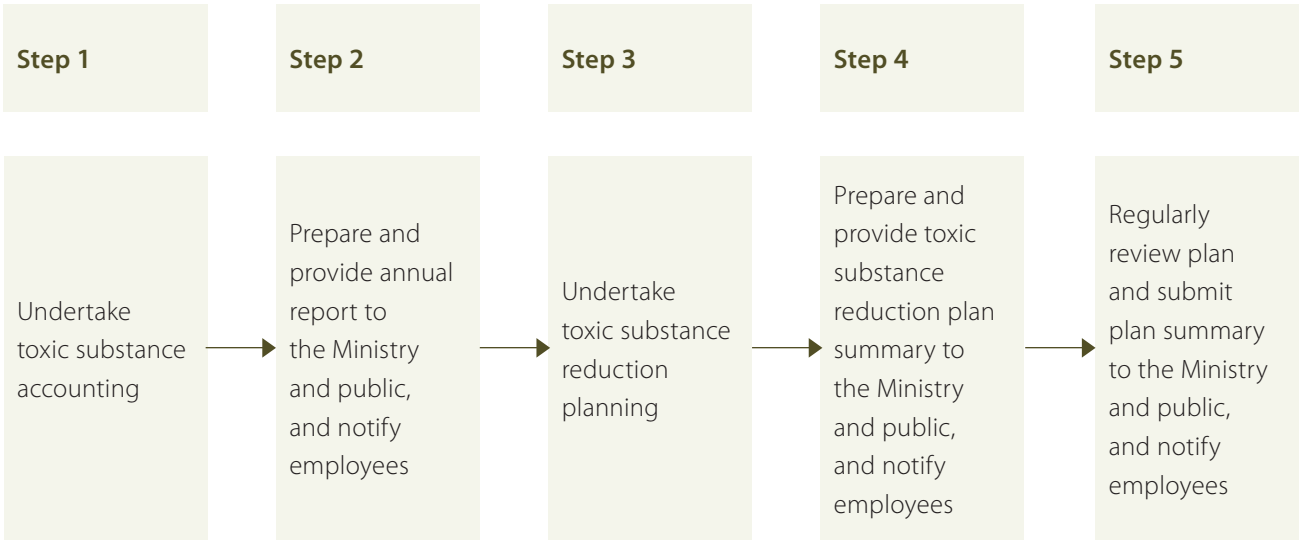 Step 1
Step 2
Step 3
Step 4
Step 5
Undertake
toxic substance
accounting
Prepare and
provide annual
report to
the Ministry
and public,
and notify
employees
Undertake
toxic substance
reduction
planning
Prepare and
provide toxic
substance
reduction plan
summary to
the Ministry
and public,
and notify
employees
Regularly
review plan
and submit
plan summary
to the Ministry
and public,
and notify
employees